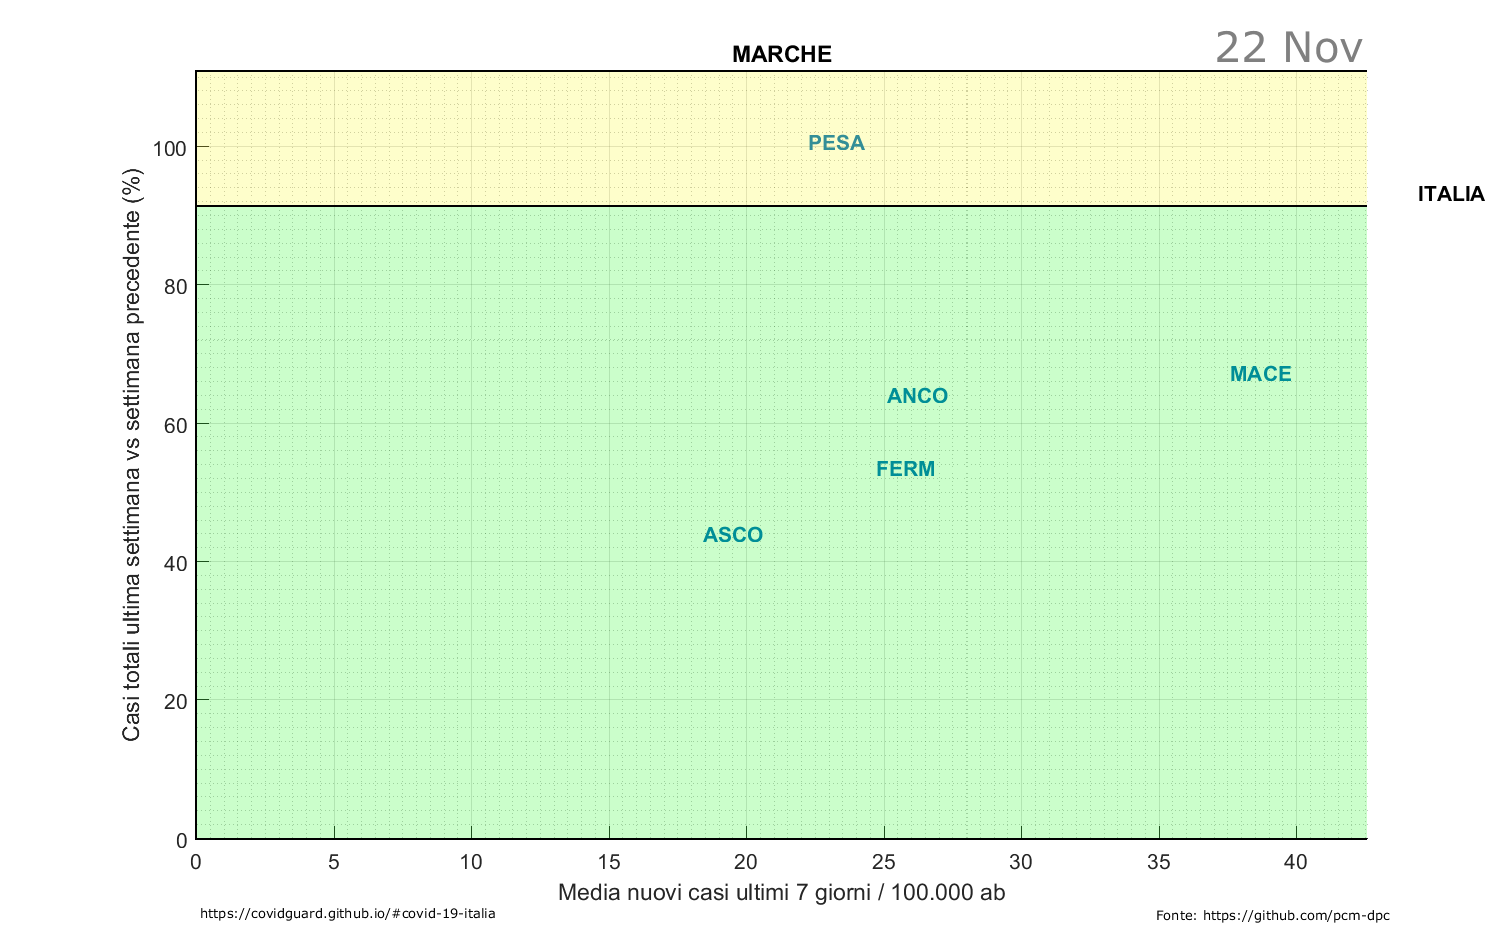 MARCHE
22 Nov
PESA
100
ITALIA
80
MACE
ANCO
60
FERM
ASCO
40
20
0
Casi totali ultima settimana vs settimana precedente (%)
0 5 10 15 20 25 30 35 40
Media nuovi casi ultimi 7 giorni / 100.000 ab
https://covidguard.github.io/#covid-19-italia
Fonte: https://github.com/pcm-dpc